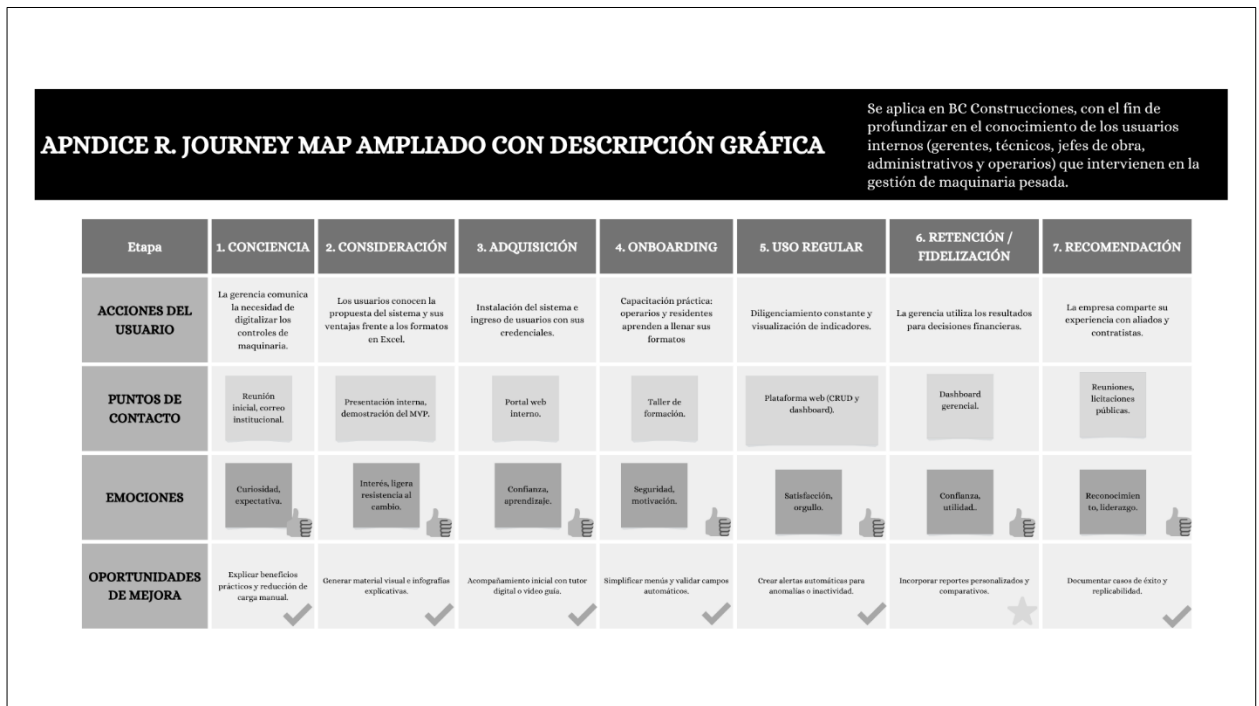 APNDICE R. JOURNEY MAP AMPLIADO CON DESCRIPCIÓN GRÁFICA
Se aplica en BC Construcciones, con el fin de
profundizar en el conocimiento de los usuarios
internos (gerentes, técnicos, jefes de obra,
administrativos y operarios) que intervienen en la
gestión de maquinaria pesada.
Etapa
1. CONCIENCIA
2. CONSIDERACIÓN
3. ADQUISICIÓN
4. ONBOARDING
5. USO REGULAR
6. RETENCIÓN /
FIDELIZACIÓN
7. RECOMENDACIÓN
ACCIONES DEL
USUARIO
La gerencia comunica
la necesidad de
digitalizar los
controles de
maquinaria.
Los usuarios conocen la
propuesta del sistema y sus
ventajas frente a los formatos
en Excel.
Instalación del sistema e
ingreso de usuarios con sus
credenciales.
Capacitación práctica:
operarios y residentes
aprenden a llenar sus
formatos
Diligenciamiento constante y
visualización de indicadores.
La gerencia utiliza los resultados
para decisiones financieras.
La empresa comparte su
experiencia con aliados y
contratistas.
PUNTOS DE
CONTACTO
Reunión
inicial, correo
institucional.
Presentación interna,
demostración del MVP.
Portal web
interno.
Taller de
formación.
Plataforma web (CRUD y
dashboard).
Dashboard
gerencial.
Reuniones,
licitaciones
públicas.
EMOCIONES
Curiosidad,
expectativa.
Interés, ligera
resistencia al
cambio.
Confianza,
aprendizaje.
Seguridad,
motivación.
Satisfacción,
orgullo.
Confianza,
utilidad..
Reconocimien
to, liderazgo.
OPORTUNIDADES
DE MEJORA
Explicar beneficios
prácticos y reducción de
carga manual.
Generar material visual e infografías
explicativas.
Acompañamiento inicial con tutor
digital o video guía.
Simplificar menús y validar campos
automáticos.
Crear alertas automáticas para
anomalías o inactividad.
Incorporar reportes personalizados y
comparativos.
Documentar casos de éxito y
replicabilidad.